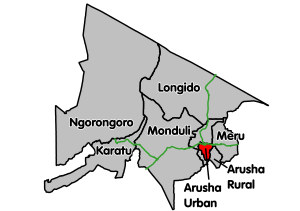 Longido
Ngorongoro
Monduli
Meru
Karatu
Arusha
Rural
Arusha
Urban